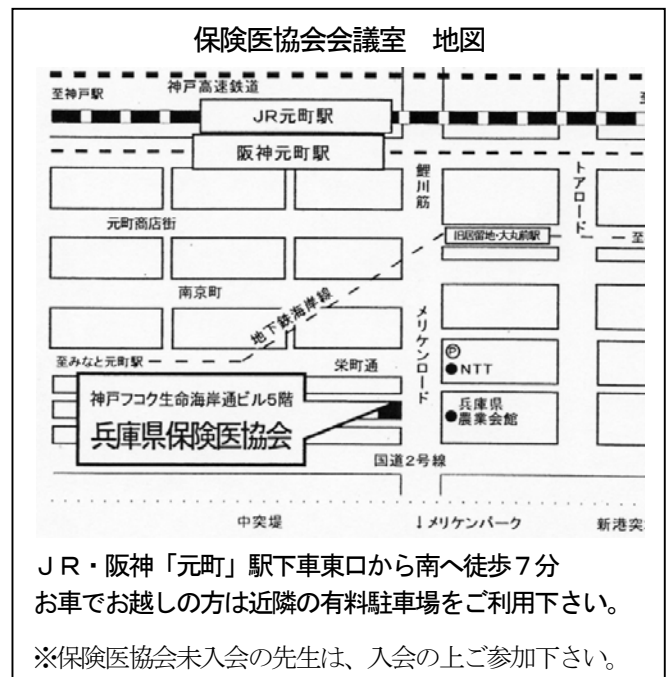 保険医協会会議室　地図
神戸高速鉄道
至神戸駅
至
JR元町駅
阪神元町駅
鯉川筋
トアロード
元町商店街
旧居留地・大丸前駅
至
南京町
地下鉄海岸線
メリケンロード
至みなと元町駅
栄町通
Ⓟ
●NTT
神戸フコク生命海岸通ビル5階
兵庫県保険医協会
●兵庫県
農業会館
国道2号線
中突堤
↓メリケンパーク
新港突
ＪＲ・阪神「元町」駅下車東口から南へ徒歩７分
お車でお越しの方は近隣の有料駐車場をご利用下さい。
※保険医協会未入会の先生は、入会の上ご参加下さい。